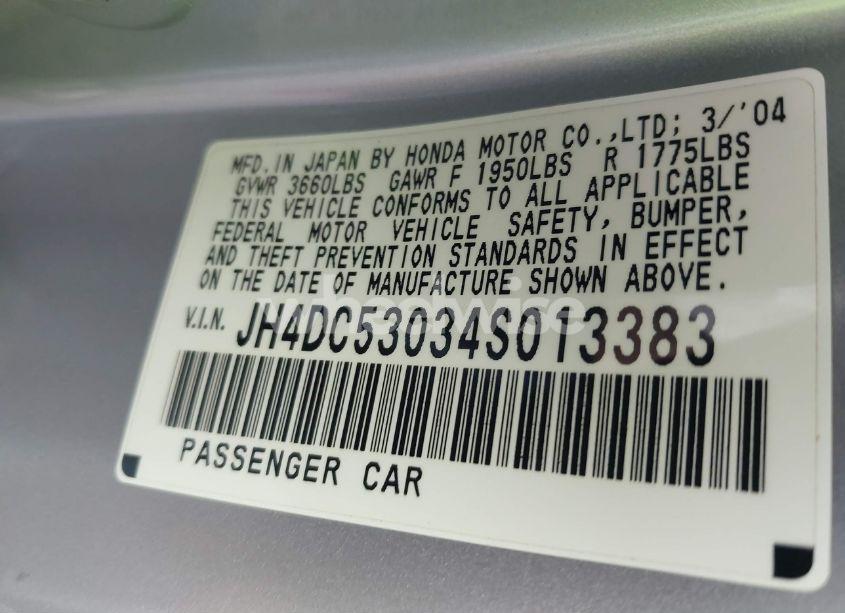 MFD. IN JAPAN BY HONDA MOTOR CO.,LTD; 3/'04
GVWR 3660LBS GAWR F 1950LBS R 1775LBS
THIS VEHICLE CONFORMS TO ALL APPLICABLE
FEDERAL MOTOR VEHICLE SAFETY, BUMPER,
AND THEFT PREVENTION STANDARDS IN EFFECT
ON THE DATE OF MANUFACTURE SHOWN ABOVE.
V.I.N. JH4DC53034S013383
PASSENGER CAR